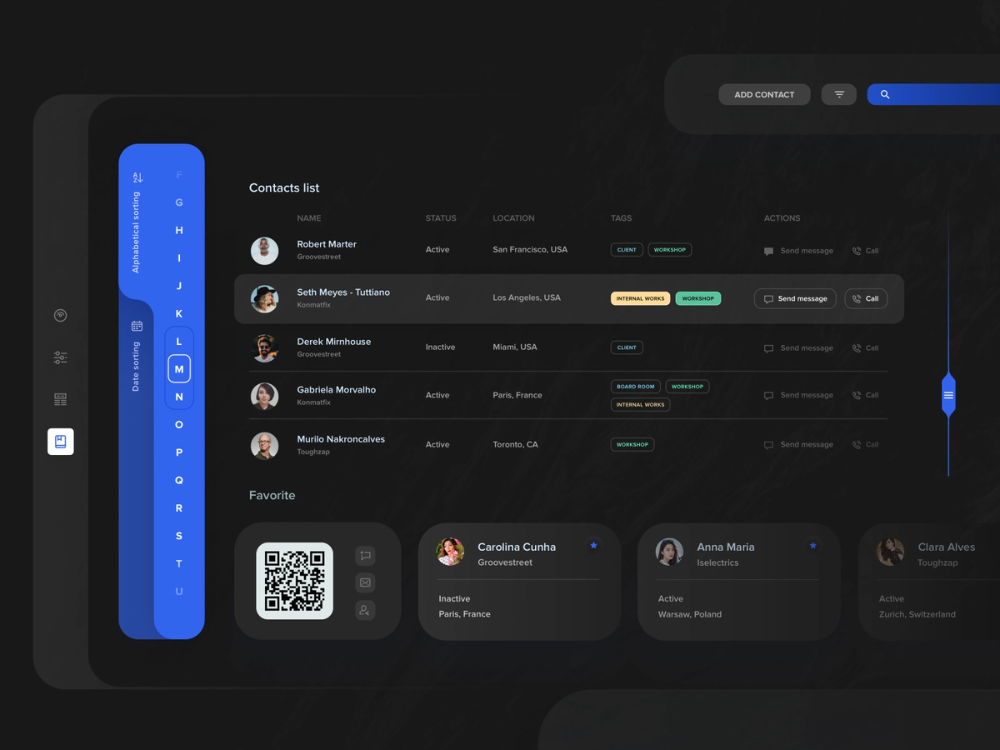 ADD CONTACT
Alphabetical sorting
Date sorting
F
G
H
I
J
K
L
M
N
O
P
Q
R
S
T
U
Contacts list
NAME STATUS LOCATION TAGS ACTIONS
Robert Marter
Groovestreet
Active San Francisco, USA CLIENT WORKSHOP Send message Call
Seth Meyes - Tuttiano
Konmatfix
Active Los Angeles, USA INTERNAL WORKS WORKSHOP Send message Call
Derek Mirnhouse
Groovestreet
Inactive Miami, USA CLIENT Send message Call
Gabriela Morvalho
Konmatfix
Active Paris, France BOARD ROOM WORKSHOP Send message Call
INTERNAL WORKS
Murilo Nakroncalves
Toughzap
Active Toronto, CA WORKSHOP Send message Call
Favorite
Carolina Cunha
Groovestreet
Inactive
Paris, France
Anna Maria
Iselectrics
Active
Warsaw, Poland
Clara Alves
Toughzap
Active
Zurich, Switzerland